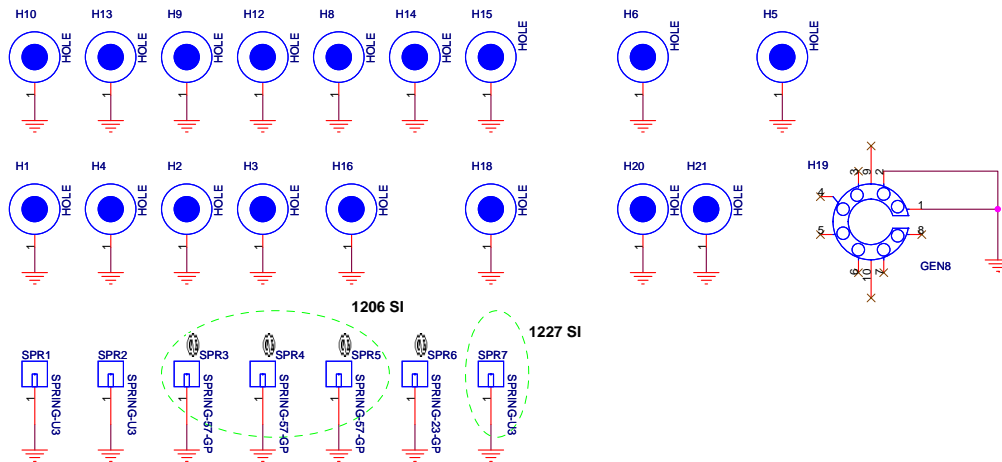 H10 H13 H9 H12 H8 H14 H15 H6 H5
HOLE HOLE HOLE HOLE HOLE HOLE HOLE HOLE HOLE
1 1 1 1 1 1 1 1 1
H1 H4 H2 H3 H16 H18 H20 H21 H19
HOLE HOLE HOLE HOLE HOLE HOLE HOLE HOLE
1 1 1 1 1 1 1 1
3 9 2
4 1
5 8
6 10 7
GEN8
1206 SI
1227 SI
SPR1 SPR2 SPR3 SPR4 SPR5 SPR6 SPR7
1 1 1 1 1 1 1
SPRING-U3 SPRING-U3 SPRING-57-GP SPRING-57-GP SPRING-57-GP SPRING-23-GP SPRING-U3